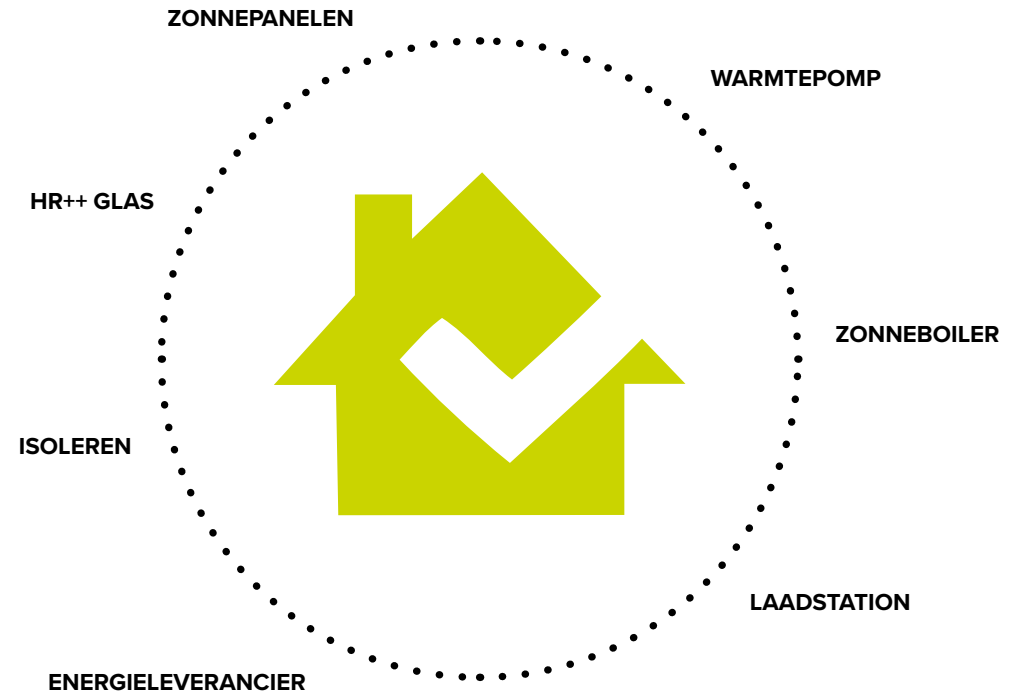 ZONNEPANELEN
WARMTEPOMP
HR++ GLAS
ZONNEBOILER
ISOLEREN
LAADSTATION
ENERGIELEVERANCIER